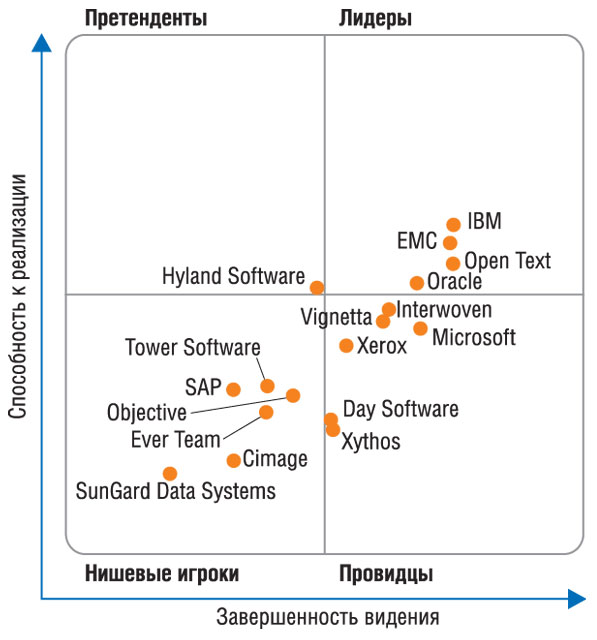 Претенденты
Лидеры
Способность к реализации
IBM
EMC
Open Text
Hyland Software
Oracle
Interwoven
Vignetta
Microsoft
Xerox
Tower Software
SAP
Objective
Ever Team
Day Software
Xythos
Cimage
SunGard Data Systems
Нишевые игроки
Провидцы
Завершенность видения